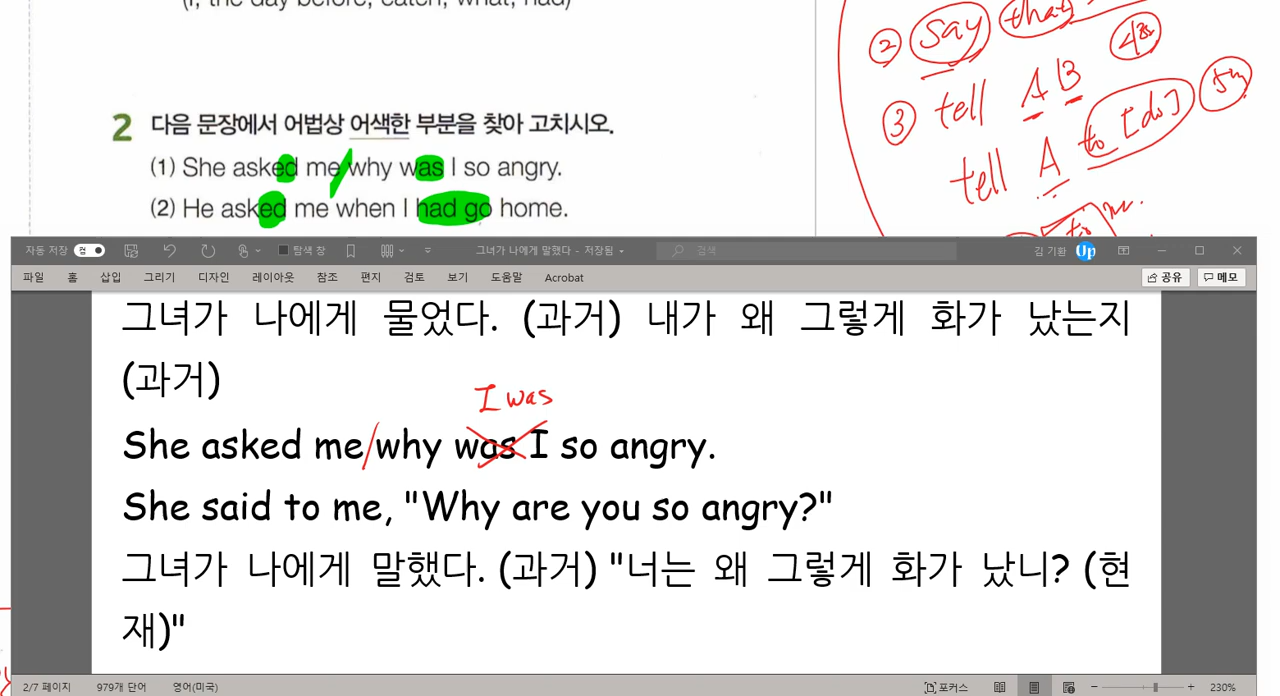 (I, the day before, catch, what, had)
② say that
4형
③ tell A B
tell A to [do]
5형
2 다음 문장에서 어법상 어색한 부분을 찾아 고치시오.
(1) She asked me / why was I so angry.
(2) He asked me when I had go home.
자동 저장 컴 탐색 창 그녀가 나에게 말했다 - 저장됨 검색 김 기환 Up
파일 홈 삽입 그리기 디자인 레이아웃 참조 편지 검토 보기 도움말 Acrobat 공유 메모
그녀가 나에게 물었다. (과거) 내가 왜 그렇게 화가 났는지
(과거)
I was
She asked me / why was I so angry.
She said to me, "Why are you so angry?"
그녀가 나에게 말했다. (과거) "너는 왜 그렇게 화가 났니? (현
재)"
2/7 페이지 979개 단어 영어(미국) 포커스 - + 230%